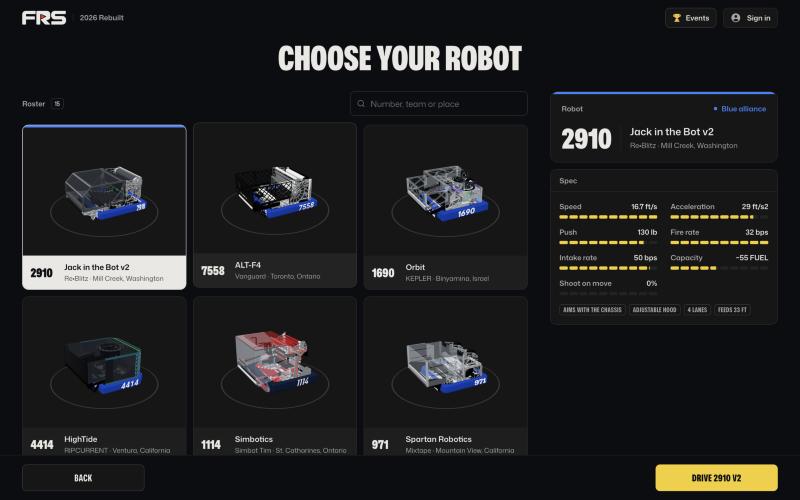 FRS
2026 Rebuilt
Events
Sign in
CHOOSE YOUR ROBOT
Roster 15
Number, team or place
2910
Jack in the Bot v2
Re•Blitz · Mill Creek, Washington
7558
7558
ALT-F4
Vanguard · Toronto, Ontario
1690
1690
Orbit
KEPLER · Binyamina, Israel
4414
4414
HighTide
RIPCURRENT · Ventura, California
1114
1114
Simbotics
Simbot Tim · St. Catharines, Ontario
971
971
Spartan Robotics
Mixtape · Mountain View, California
Robot
Blue alliance
2910
Jack in the Bot v2
Re•Blitz · Mill Creek, Washington
Spec
Speed 16.7 ft/s
Acceleration 29 ft/s2
Push 130 lb
Fire rate 32 bps
Intake rate 50 bps
Capacity ~55 FUEL
Shoot on move 0%
AIMS WITH THE CHASSIS
ADJUSTABLE HOOD
4 LANES
FEEDS 33 FT
BACK
DRIVE 2910 V2